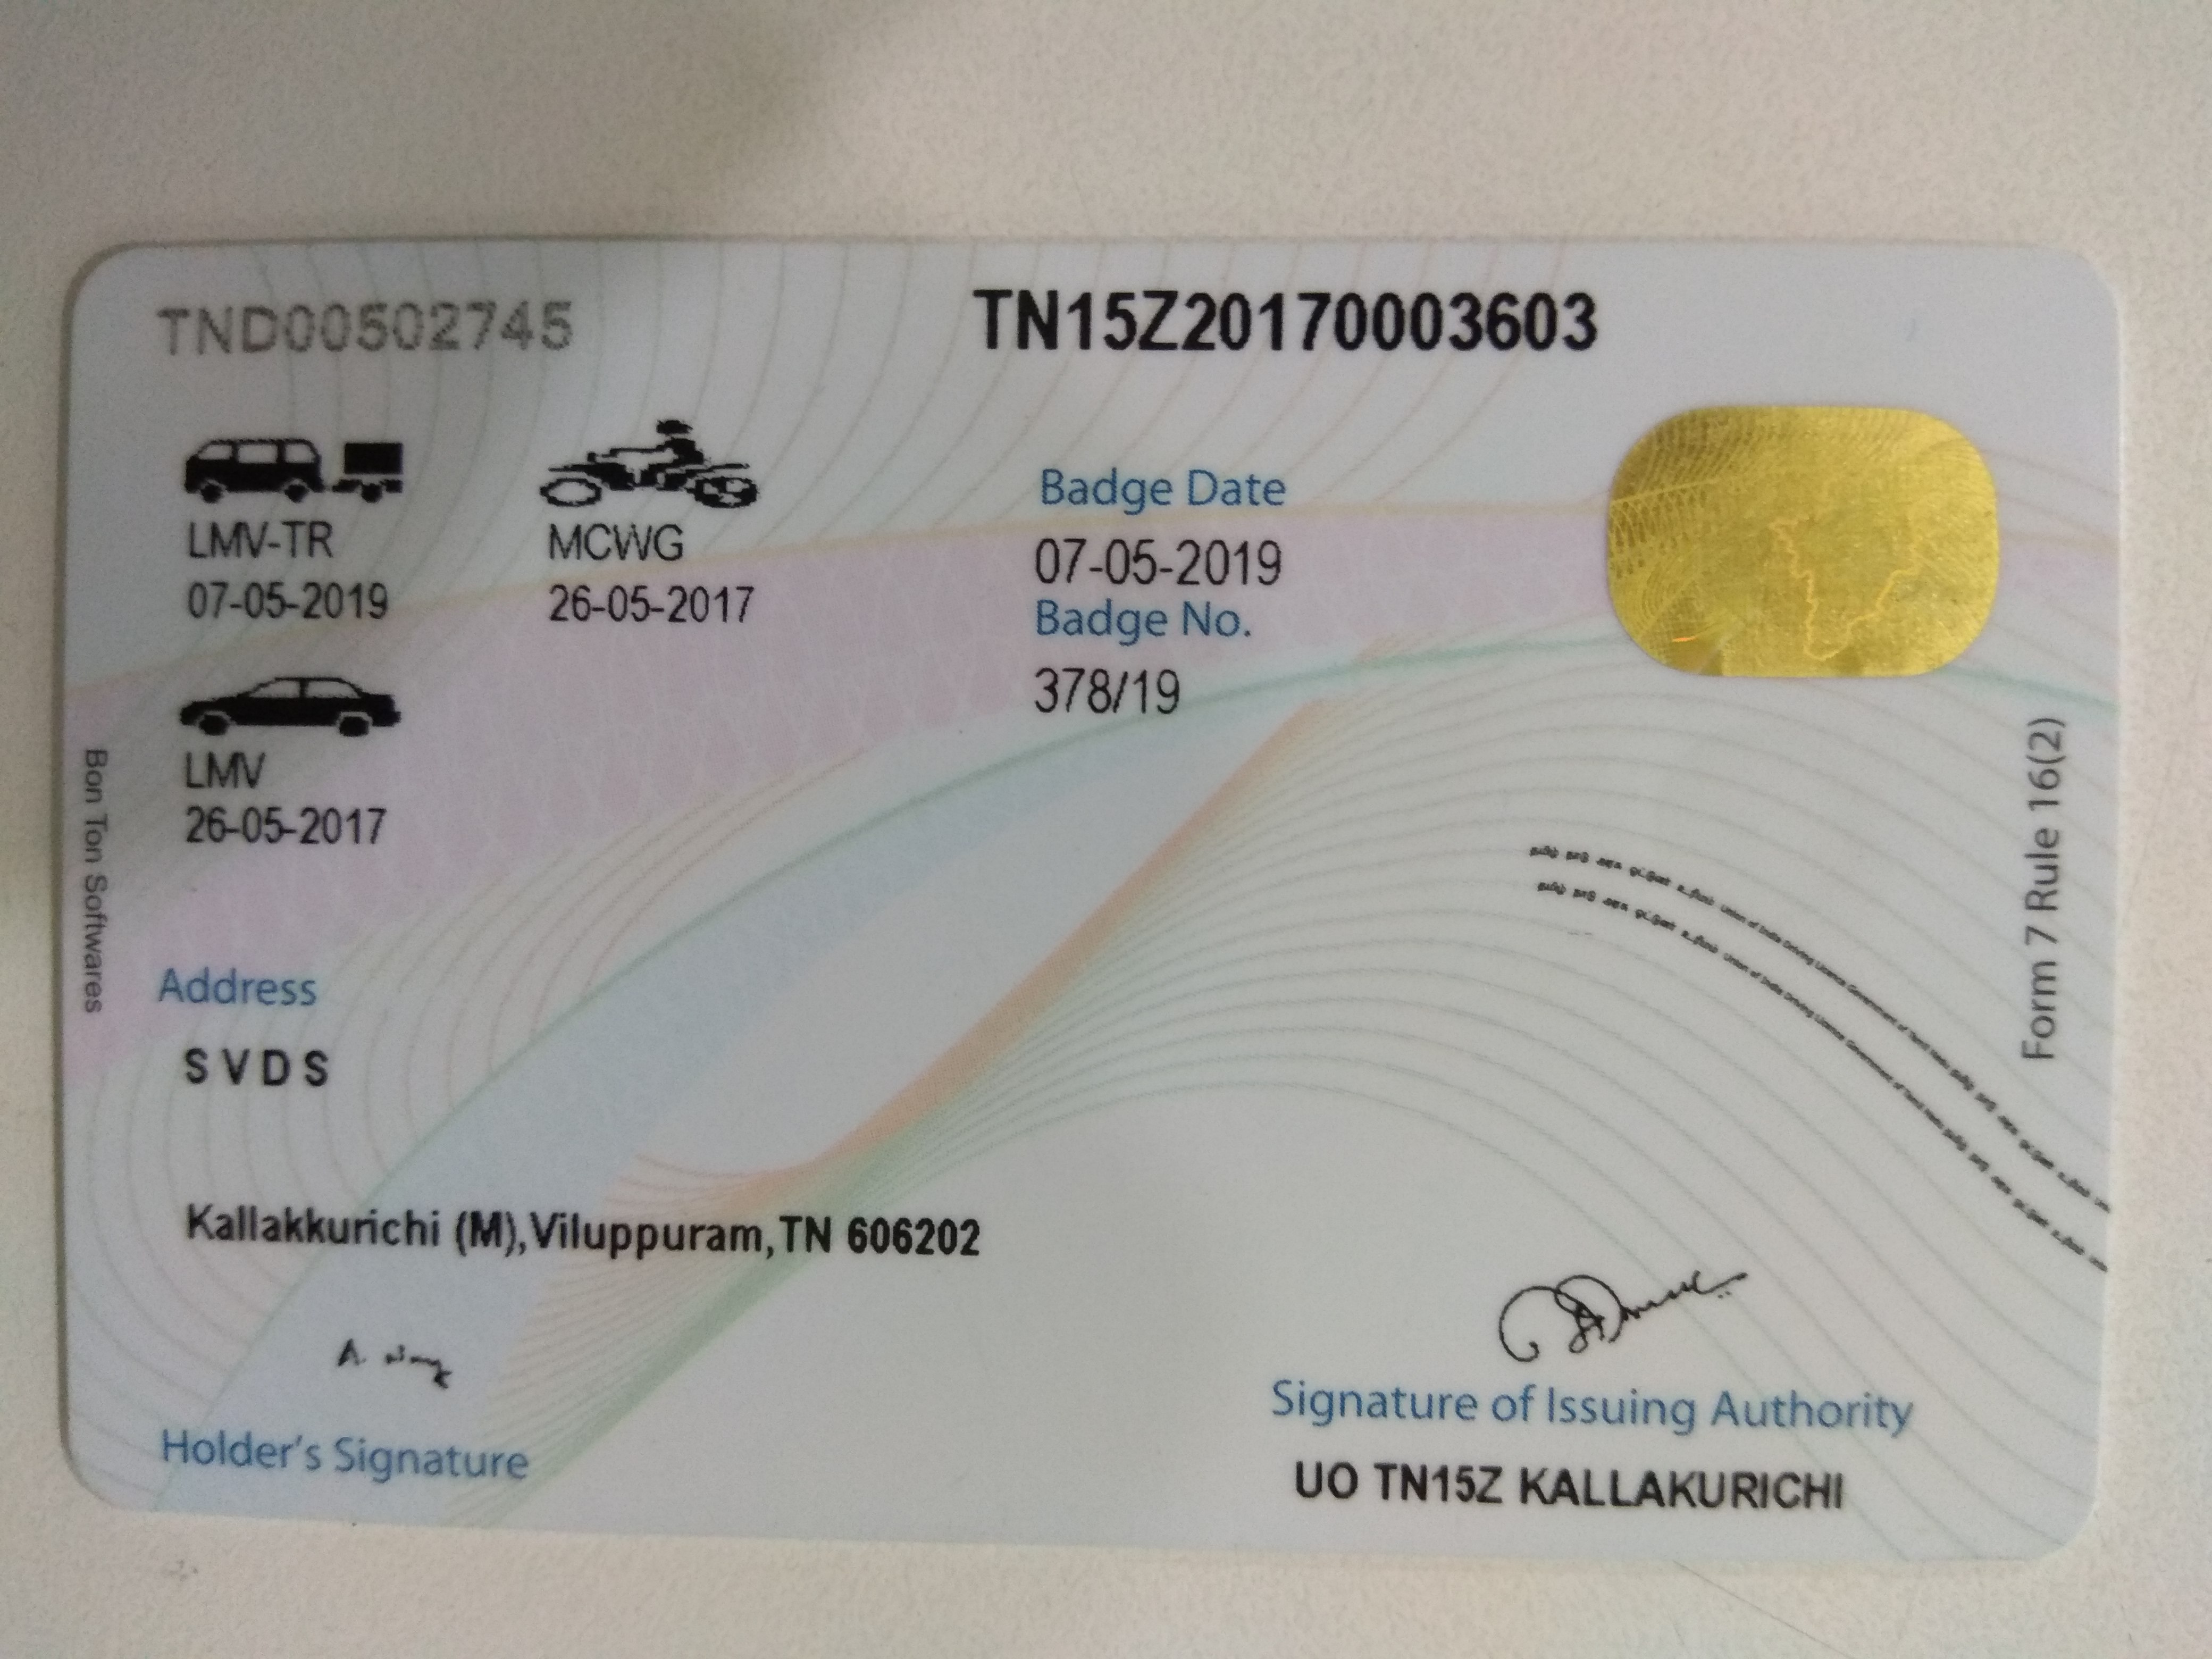 TND00502745
TN15Z20170003603
LMV-TR
07-05-2019
MCWG
26-05-2017
Badge Date
07-05-2019
Badge No.
378/19
LMV
26-05-2017
Bon Ton Softwares
Form 7 Rule 16(2)
Address
S V D S
Kallakkurichi (M),Viluppuram,TN 606202
Holder's Signature
Signature of Issuing Authority
UO TN15Z KALLAKURICHI